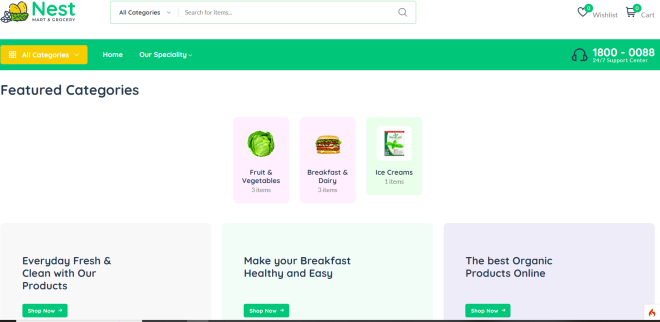 Nest
MART & GROCERY
All Categories
Search for items...
0
Wishlist
0
Cart
All Categories
Home
Our Speciality
1800 - 0088
24/7 Support Center
Featured Categories
Fruit &
Vegetables
3 items
Breakfast &
Dairy
3 items
Ice Creams
1 items
Everyday Fresh &
Clean with Our
Products
Shop Now
Make your Breakfast
Healthy and Easy
Shop Now
The best Organic
Products Online
Shop Now